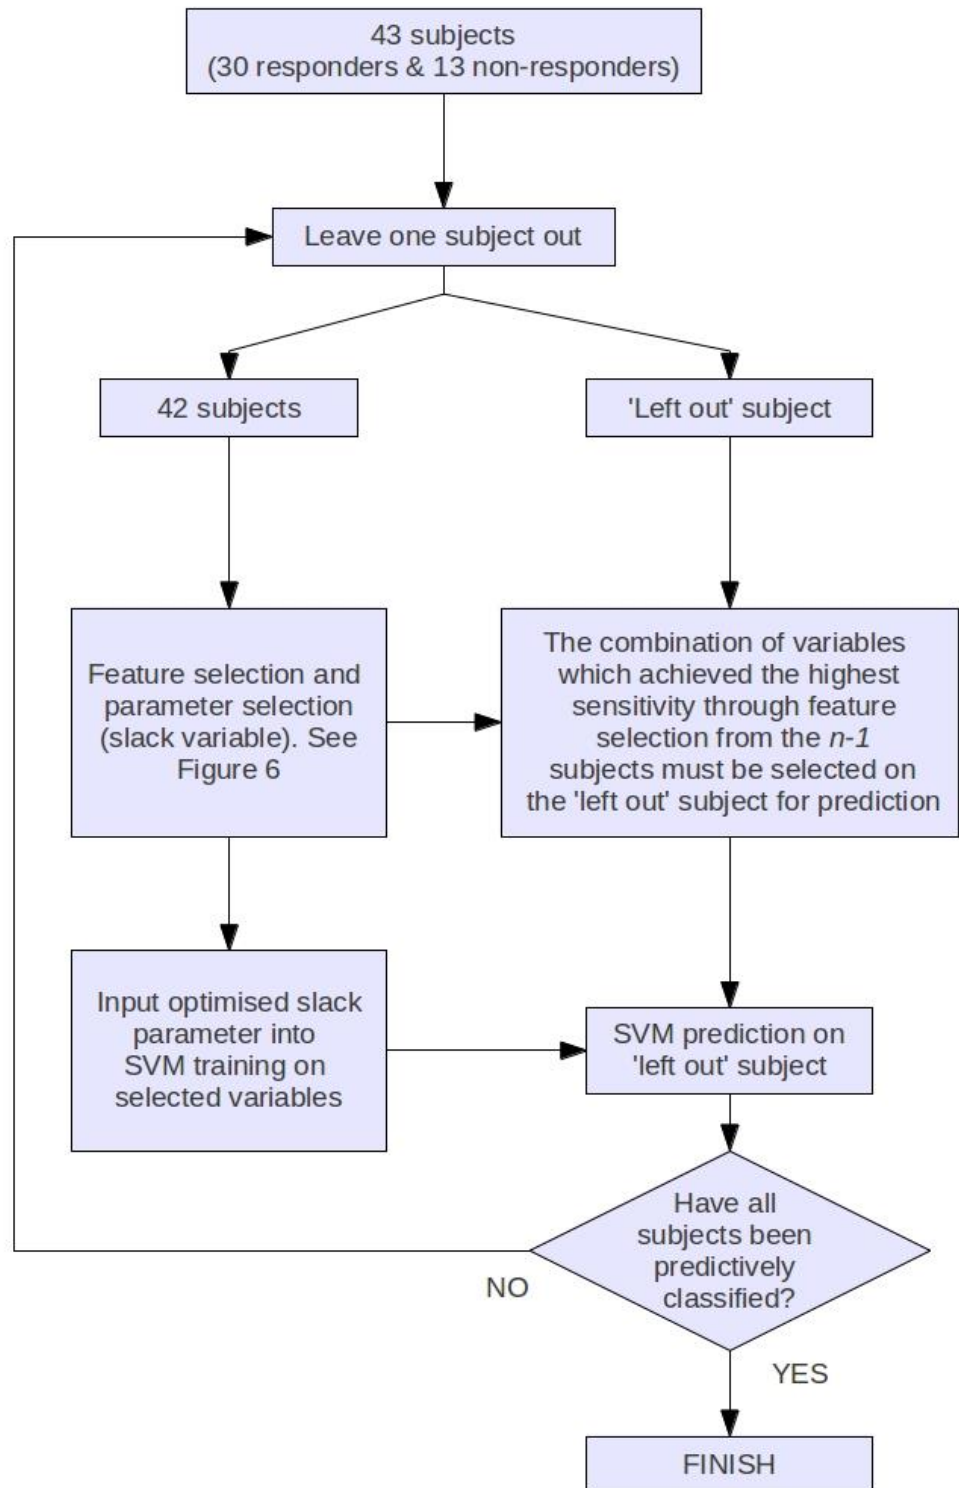 43 subjects
(30 responders & 13 non-responders)
Leave one subject out
42 subjects
'Left out' subject
Feature selection and
parameter selection
(slack variable). See
Figure 6
The combination of variables
which achieved the highest
sensitivity through feature
selection from the n-1
subjects must be selected on
the 'left out' subject for prediction
Input optimised slack
parameter into
SVM training on
selected variables
SVM prediction on
'left out' subject
Have all
subjects been
predictively
classified?
NO
YES
FINISH